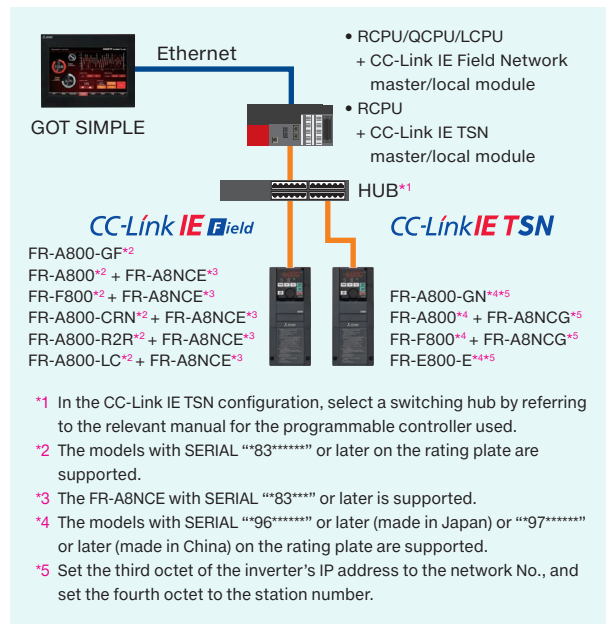 Ethernet
GOT SIMPLE
• RCPU/QCPU/LCPU
+ CC-Link IE Field Network
master/local module
• RCPU
+ CC-Link IE TSN
master/local module
HUB*1
CC-Link IE Field
FR-A800-GF*2
FR-A800*2 + FR-A8NCE*3
FR-F800*2 + FR-A8NCE*3
FR-A800-CRN*2 + FR-A8NCE*3
FR-A800-R2R*2 + FR-A8NCE*3
FR-A800-LC*2 + FR-A8NCE*3
CC-Link IE TSN
FR-A800-GN*4*5
FR-A800*4 + FR-A8NCG*5
FR-F800*4 + FR-A8NCG*5
FR-E800-E*4*5
*1 In the CC-Link IE TSN configuration, select a switching hub by referring
to the relevant manual for the programmable controller used.
*2 The models with SERIAL “*83******” or later on the rating plate are
supported.
*3 The FR-A8NCE with SERIAL “*83***” or later is supported.
*4 The models with SERIAL “*96******” or later (made in Japan) or “*97******”
or later (made in China) on the rating plate are supported.
*5 Set the third octet of the inverter’s IP address to the network No., and
set the fourth octet to the station number.